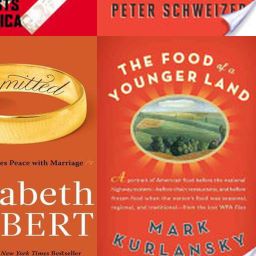 STS
ICA
PETER SCHWEIZER
mitted
es Peace with Marriage
abeth
BERT
New York Times Bestseller
THE FOOD of a
YOUNGER LAND
A portrait of American food—before the national
highway system—before chain restaurants, and before
frozen food when the nation's food was seasonal,
regional, and traditional—from the lost WPA Files
MARK
KURLANSKY